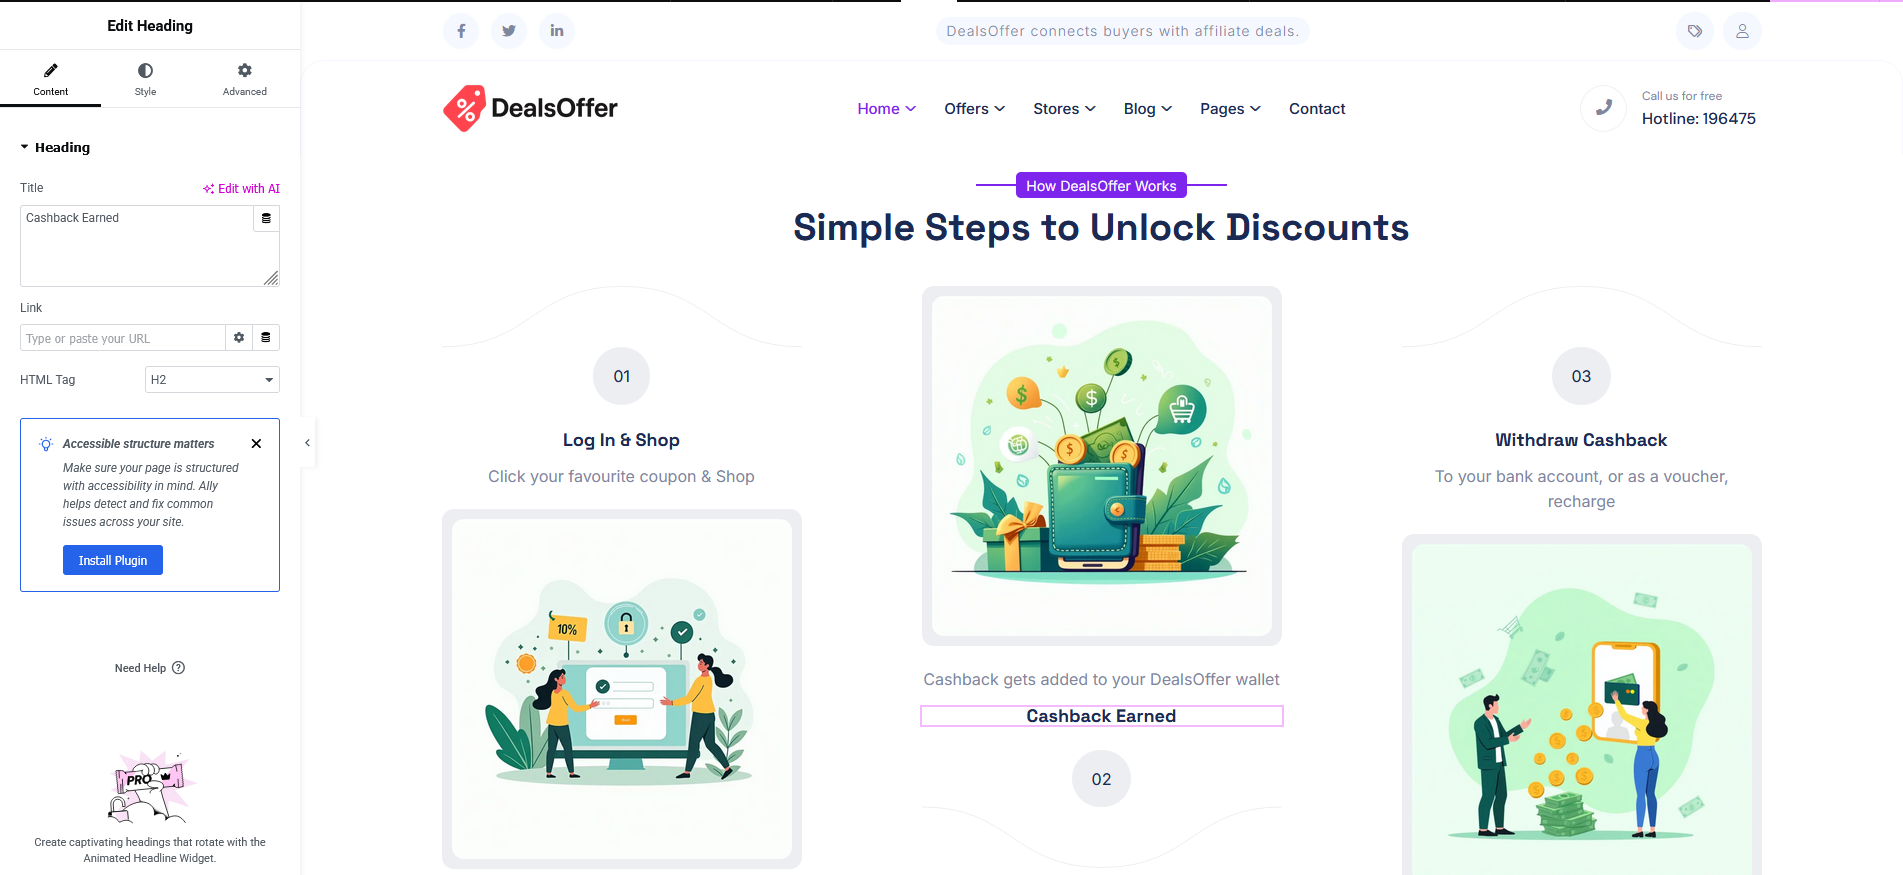 Edit Heading
Content
Style
Advanced
Heading
Title
Edit with AI
Cashback Earned
Link
Type or paste your URL
HTML Tag
H2
Accessible structure matters
Make sure your page is structured
with accessibility in mind. Ally
helps detect and fix common
issues across your site.
Install Plugin
Need Help
PRO
Create captivating headings that rotate with the
Animated Headline Widget.
DealsOffer connects buyers with affiliate deals.
DealsOffer
Home
Offers
Stores
Blog
Pages
Contact
Call us for free
Hotline: 196475
How DealsOffer Works
Simple Steps to Unlock Discounts
01
Log In & Shop
Click your favourite coupon & Shop
10%
Cashback gets added to your DealsOffer wallet
Cashback Earned
02
03
Withdraw Cashback
To your bank account, or as a voucher,
recharge